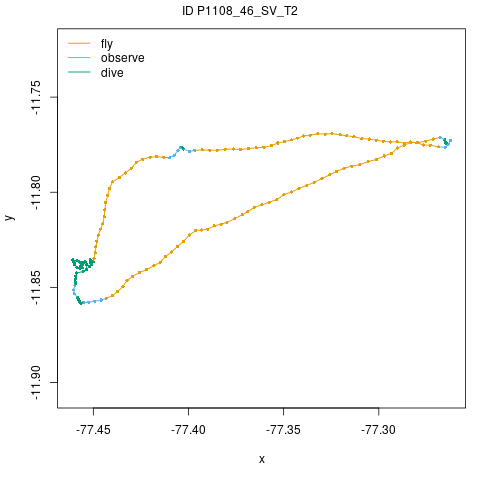 ID P1108_46_SV_T2
fly
observe
dive
-11.75
-11.80
-11.85
-11.90
y
-77.45
-77.40
-77.35
-77.30
x